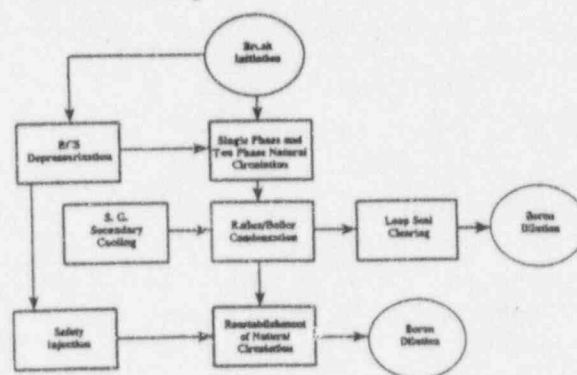 Break
Initiation
RCS
Depressurization
Single Phase and
Two Phase Natural
Circulation
S. G.
Secondary
Cooling
Reflux/Boiler
Condensation
Loop Seal
Clearing
Boron
Dilution
Safety
Injection
Reestablishment
of Natural
Circulation
Boron
Dilution